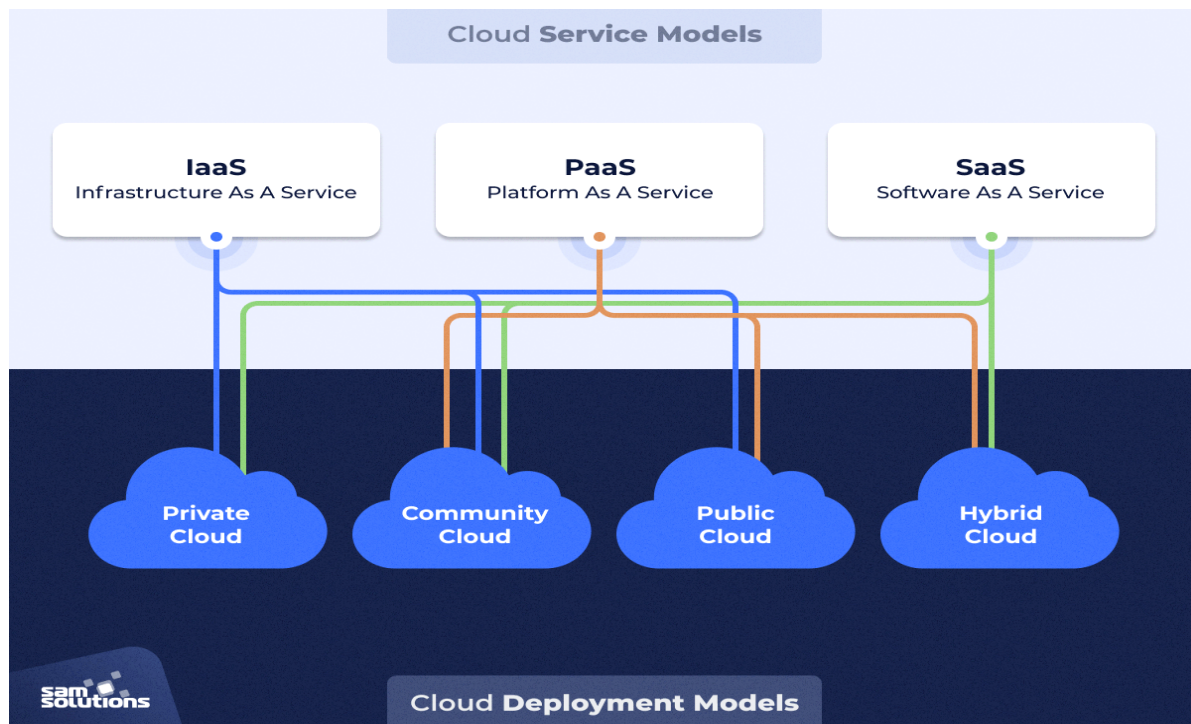 Cloud Service Models
IaaS
Infrastructure As A Service
PaaS
Platform As A Service
SaaS
Software As A Service
Private
Cloud
Community
Cloud
Public
Cloud
Hybrid
Cloud
sam
solutions
Cloud Deployment Models